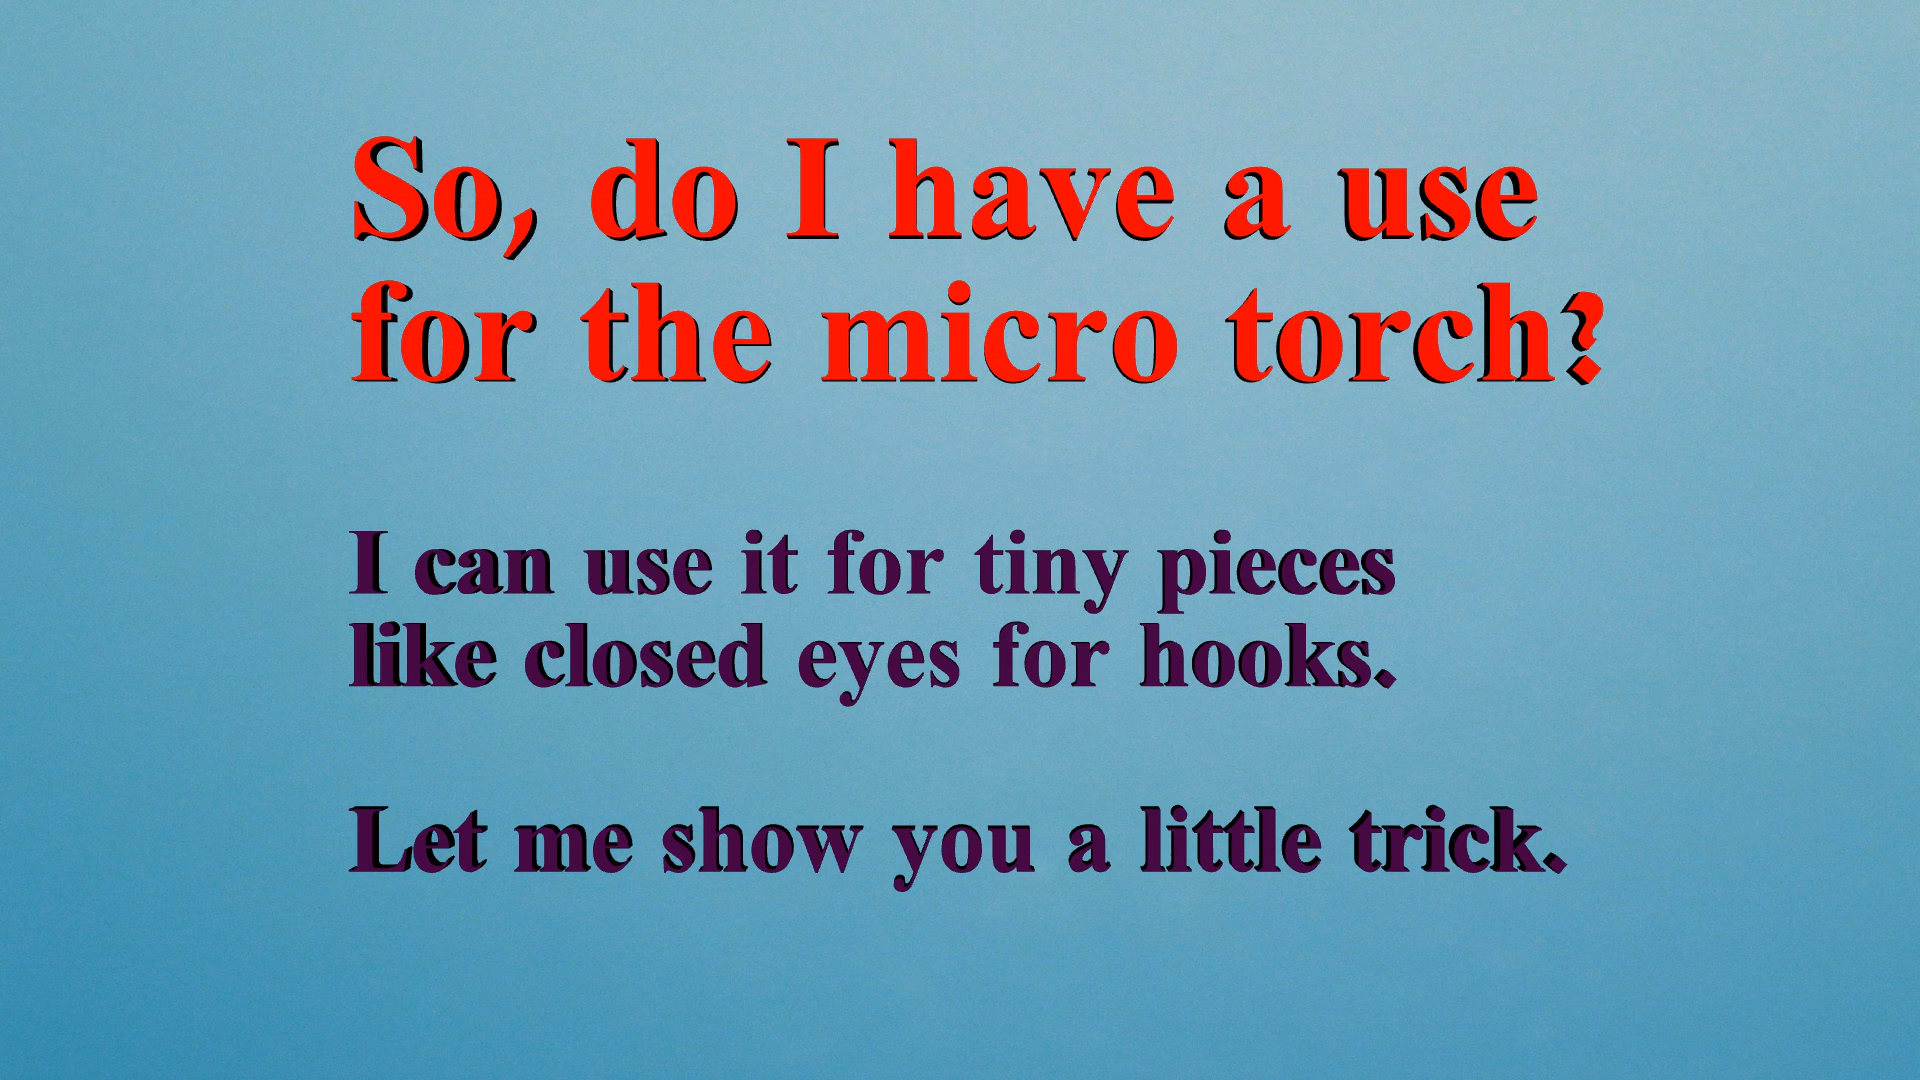 So, do I have a use
for the micro torch?
I can use it for tiny pieces
like closed eyes for hooks.
Let me show you a little trick.